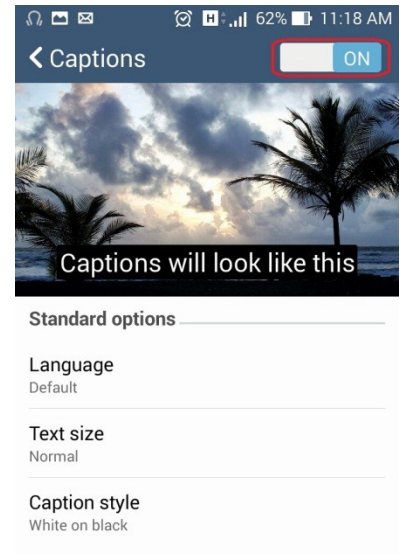 H 62% 11:18 AM
Captions ON
Captions will look like this
Standard options
Language
Default
Text size
Normal
Caption style
White on black